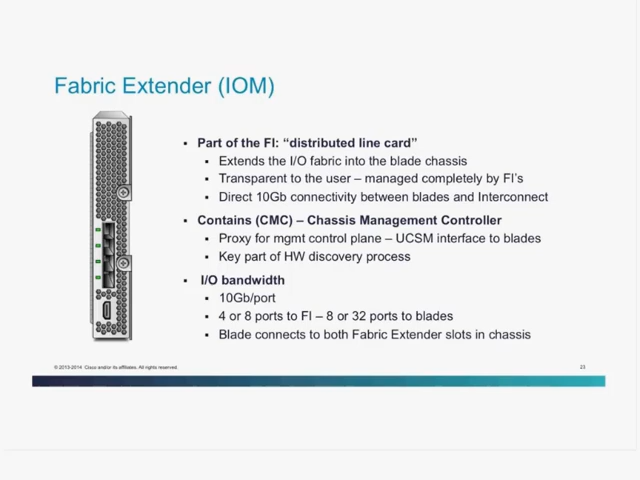 Fabric Extender (IOM)
▪ Part of the FI: “distributed line card”
▪ Extends the I/O fabric into the blade chassis
▪ Transparent to the user – managed completely by FI’s
▪ Direct 10Gb connectivity between blades and Interconnect
▪ Contains (CMC) – Chassis Management Controller
▪ Proxy for mgmt control plane – UCSM interface to blades
▪ Key part of HW discovery process
▪ I/O bandwidth
▪ 10Gb/port
▪ 4 or 8 ports to FI – 8 or 32 ports to blades
▪ Blade connects to both Fabric Extender slots in chassis
© 2013-2014 Cisco and/or its affiliates. All rights reserved.
23